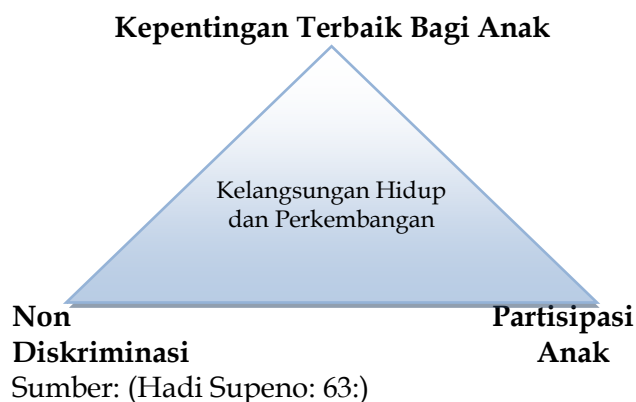 Kepentingan Terbaik Bagi Anak
Kelangsungan Hidup
dan Perkembangan
Non
Diskriminasi
Partisipasi
Anak
Sumber: (Hadi Supeno: 63:)